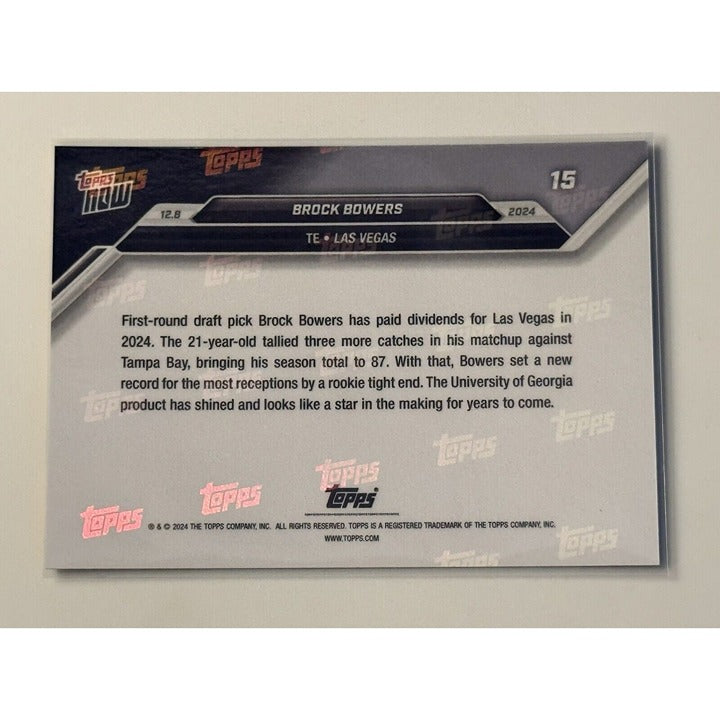 Topps NOW
15
12.8
BROCK BOWERS
2024
TE • LAS VEGAS
First-round draft pick Brock Bowers has paid dividends for Las Vegas in
2024. The 21-year-old tallied three more catches in his matchup against
Tampa Bay, bringing his season total to 87. With that, Bowers set a new
record for the most receptions by a rookie tight end. The University of Georgia
product has shined and looks like a star in the making for years to come.
Topps
® & © 2024 THE TOPPS COMPANY, INC. ALL RIGHTS RESERVED. TOPPS IS A REGISTERED TRADEMARK OF THE TOPPS COMPANY, INC.
WWW.TOPPS.COM